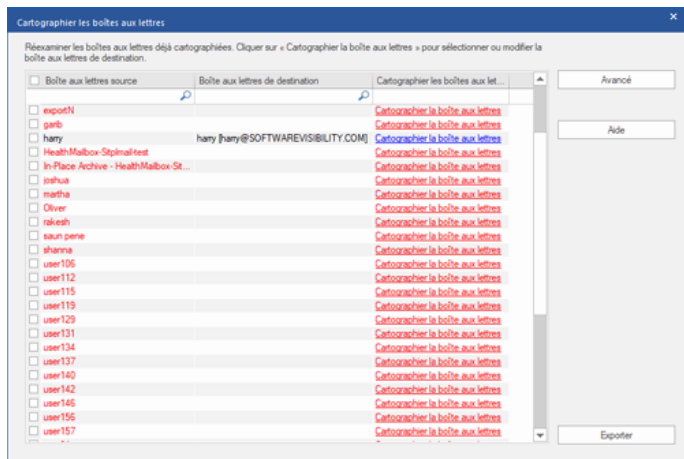 Cartographier les boîtes aux lettres
Réexaminer les boîtes aux lettres déjà cartographiées. Cliquer sur « Cartographier la boîte aux lettres » pour sélectionner ou modifier la
boîte aux lettres de destination.
Boîte aux lettres source Boîte aux lettres de destination Cartographier les boîtes aux let... Avancé
exportN Cartographier la boîte aux lettres
garib Cartographier la boîte aux lettres Aide
harry harry [harry@SOFTWAREVISIBILITY.COM] Cartographier la boîte aux lettres
HealthMailbox-Stplmail-test Cartographier la boîte aux lettres
In-Place Archive - HealthMailbox-St... Cartographier la boîte aux lettres
joshua Cartographier la boîte aux lettres
martha Cartographier la boîte aux lettres
Oliver Cartographier la boîte aux lettres
rakesh Cartographier la boîte aux lettres
saun pene Cartographier la boîte aux lettres
shanna Cartographier la boîte aux lettres
user106 Cartographier la boîte aux lettres
user112 Cartographier la boîte aux lettres
user115 Cartographier la boîte aux lettres
user119 Cartographier la boîte aux lettres
user129 Cartographier la boîte aux lettres
user131 Cartographier la boîte aux lettres
user134 Cartographier la boîte aux lettres
user137 Cartographier la boîte aux lettres
user140 Cartographier la boîte aux lettres
user142 Cartographier la boîte aux lettres
user146 Cartographier la boîte aux lettres
user156 Cartographier la boîte aux lettres
user157 Cartographier la boîte aux lettres Exporter